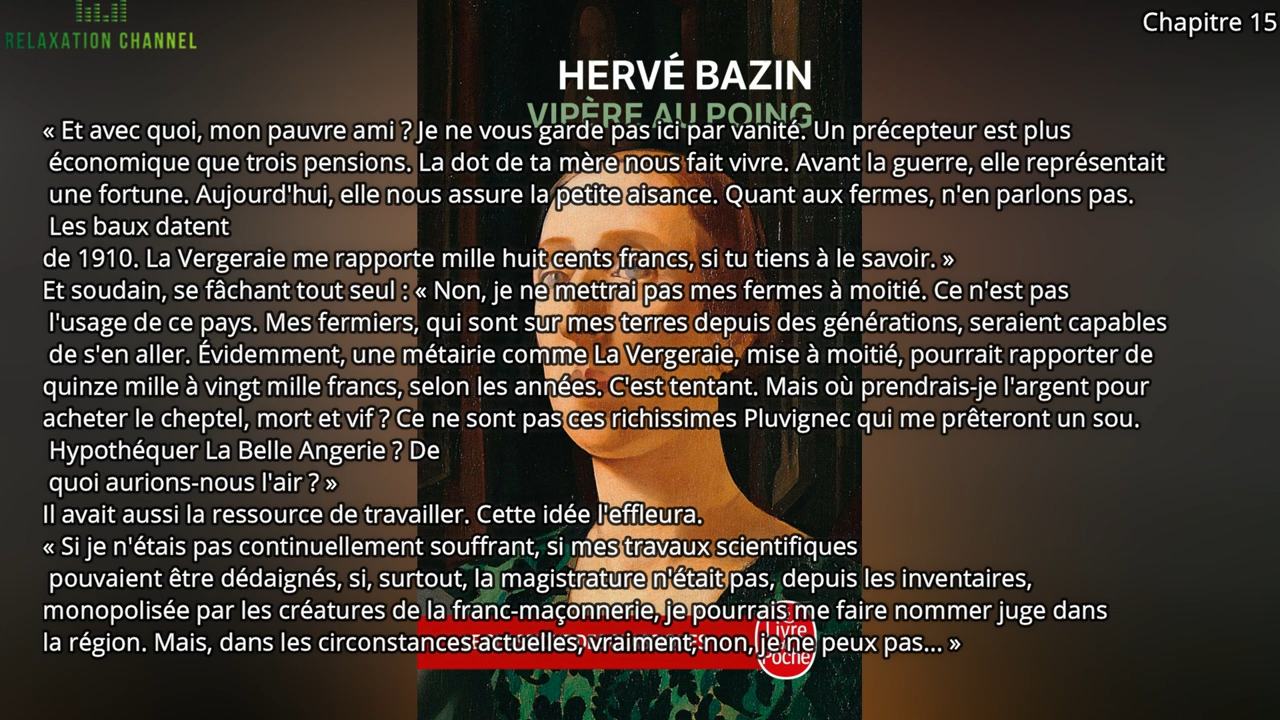 RELAXATION CHANNEL
Chapitre 15
HERVÉ BAZIN
VIPÈRE AU POING
« Et avec quoi, mon pauvre ami ? Je ne vous garde pas ici par vanité. Un précepteur est plus
économique que trois pensions. La dot de ta mère nous fait vivre. Avant la guerre, elle représentait
une fortune. Aujourd'hui, elle nous assure la petite aisance. Quant aux fermes, n'en parlons pas.
Les baux datent
de 1910. La Vergeraie me rapporte mille huit cents francs, si tu tiens à le savoir. »
Et soudain, se fâchant tout seul : « Non, je ne mettrai pas mes fermes à moitié. Ce n'est pas
l'usage de ce pays. Mes fermiers, qui sont sur mes terres depuis des générations, seraient capables
de s'en aller. Évidemment, une métairie comme La Vergeraie, mise à moitié, pourrait rapporter de
quinze mille à vingt mille francs, selon les années. C'est tentant. Mais où prendrais-je l'argent pour
acheter le cheptel, mort et vif ? Ce ne sont pas ces richissimes Pluvignec qui me prêteront un sou.
Hypothéquer La Belle Angerie ? De
quoi aurions-nous l'air ? »
Il avait aussi la ressource de travailler. Cette idée l'effleura.
« Si je n'étais pas continuellement souffrant, si mes travaux scientifiques
pouvaient être dédaignés, si, surtout, la magistrature n'était pas, depuis les inventaires,
monopolisée par les créatures de la franc-maçonnerie, je pourrais me faire nommer juge dans
la région. Mais, dans les circonstances actuelles, vraiment, non, je ne peux pas... »
Livre
Poche